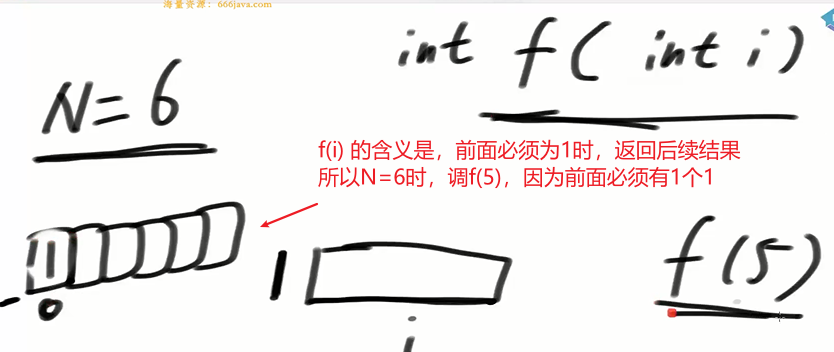 海量资源：666java.com
int f( int i )
N=6
f(i) 的含义是，前面必须为1时，返回后续结果
所以N=6时，调f(5)，因为前面必须有1个1
1
0
1
i
f(5)